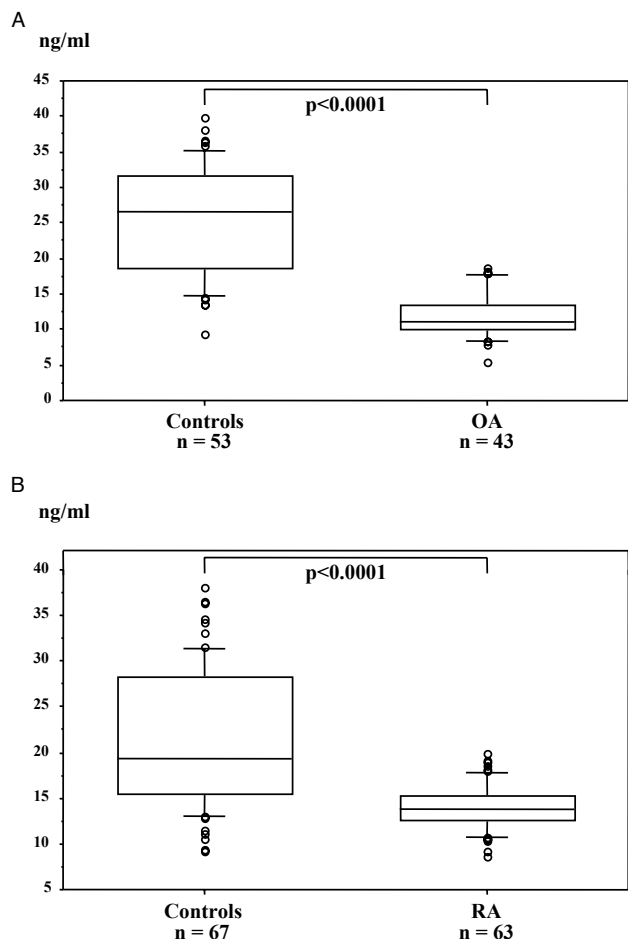 A
ng/ml
45
40
35
30
25
20
15
10
5
0
p<0.0001
Controls
OA
n = 53
n = 43
B
ng/ml
40
35
30
25
20
15
10
5
p<0.0001
Controls
RA
n = 67
n = 63